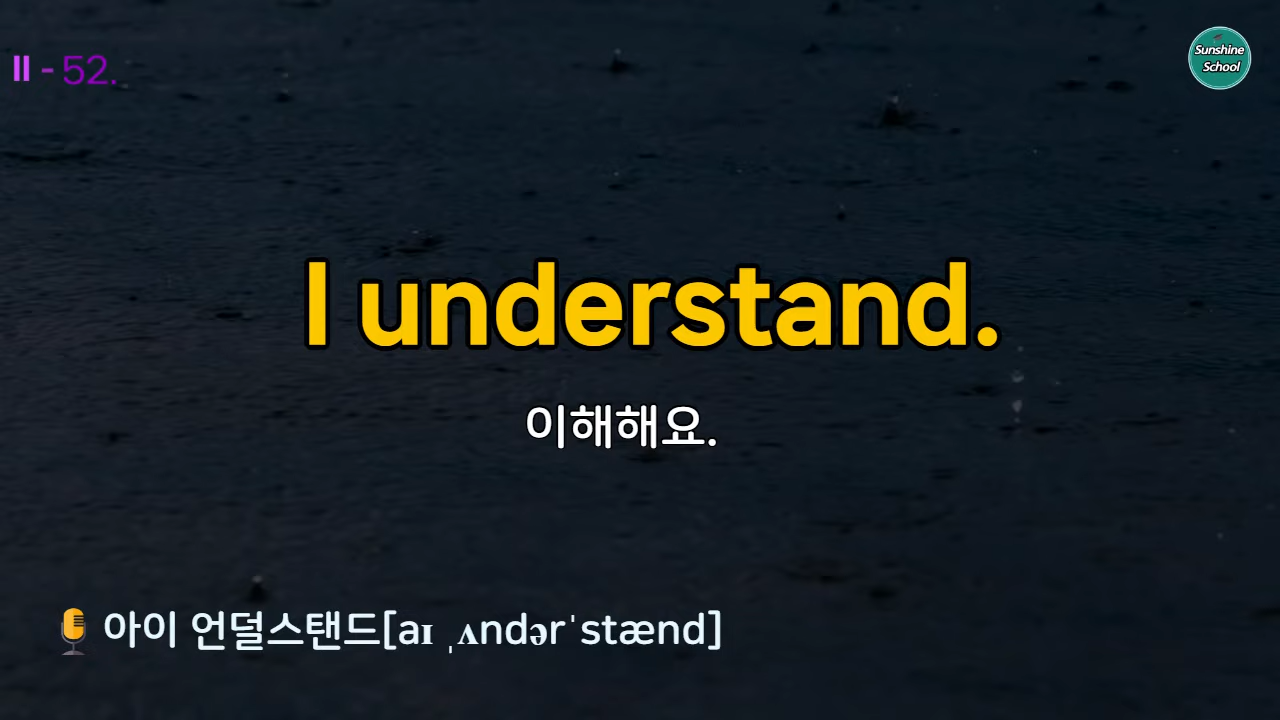 II - 52.
Sunshine
School
I understand.
이해해요.
아이 언덜스탠드[aɪ ˌʌndərˈstænd]